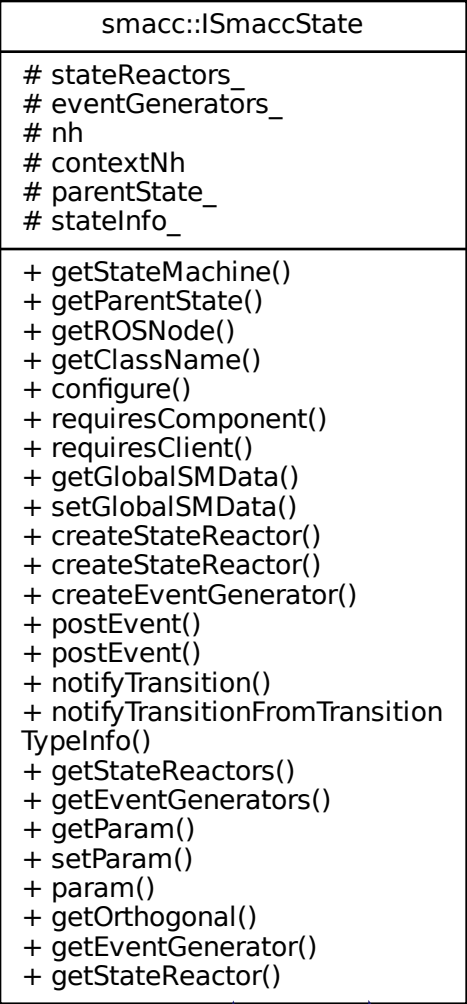 smacc::ISmaccState
# stateReactors_
# eventGenerators_
# nh
# contextNh
# parentState_
# stateInfo_
+ getStateMachine()
+ getParentState()
+ getROSNode()
+ getClassName()
+ configure()
+ requiresComponent()
+ requiresClient()
+ getGlobalSMData()
+ setGlobalSMData()
+ createStateReactor()
+ createStateReactor()
+ createEventGenerator()
+ postEvent()
+ postEvent()
+ notifyTransition()
+ notifyTransitionFromTransition
TypeInfo()
+ getStateReactors()
+ getEventGenerators()
+ getParam()
+ setParam()
+ param()
+ getOrthogonal()
+ getEventGenerator()
+ getStateReactor()